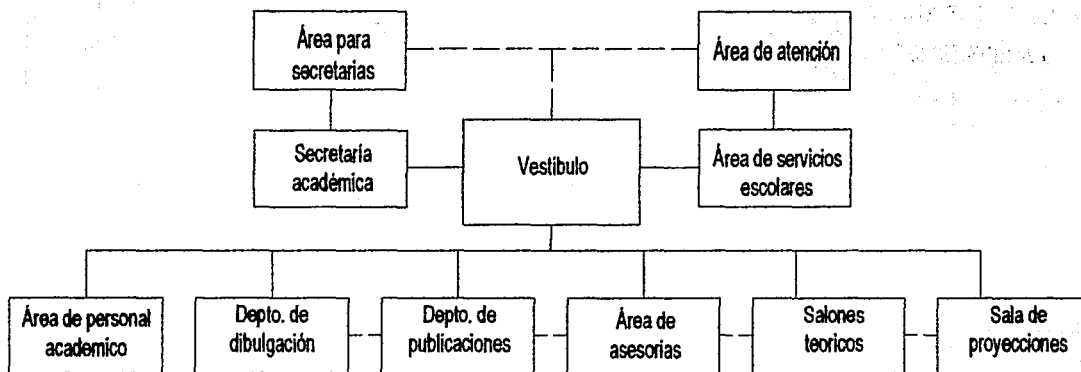 Área para
secretarias
Área de atención
Secretaría
académica
Vestibulo
Área de servicios
escolares
Área de personal
academico
Depto. de
dibulgación
Depto. de
publicaciones
Área de
asesorias
Salones
teoricos
Sala de
proyecciones